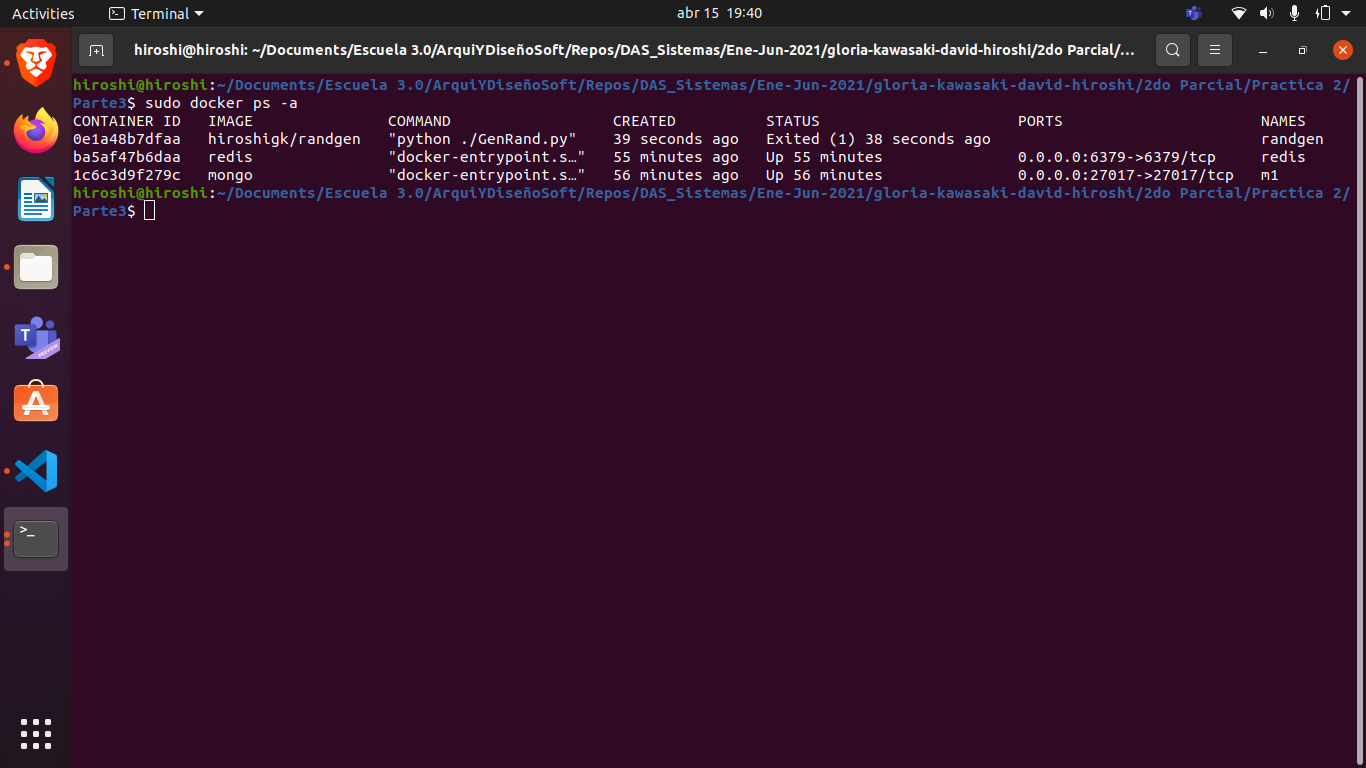 Activities Terminal abr 15 19:40
hiroshi@hiroshi: ~/Documents/Escuela 3.0/ArquiYDiseñoSoft/Repos/DAS_Sistemas/Ene-Jun-2021/gloria-kawasaki-david-hiroshi/2do Parcial/…
hiroshi@hiroshi:~/Documents/Escuela 3.0/ArquiYDiseñoSoft/Repos/DAS_Sistemas/Ene-Jun-2021/gloria-kawasaki-david-hiroshi/2do Parcial/Practica 2/
Parte3$ sudo docker ps -a
CONTAINER ID   IMAGE               COMMAND                  CREATED          STATUS                      PORTS                      NAMES
0e1a48b7dfaa   hiroshigk/randgen   "python ./GenRand.py"    39 seconds ago   Exited (1) 38 seconds ago                              randgen
ba5af47b6daa   redis               "docker-entrypoint.s…"   55 minutes ago   Up 55 minutes               0.0.0.0:6379->6379/tcp     redis
1c6c3d9f279c   mongo               "docker-entrypoint.s…"   56 minutes ago   Up 56 minutes               0.0.0.0:27017->27017/tcp   m1
hiroshi@hiroshi:~/Documents/Escuela 3.0/ArquiYDiseñoSoft/Repos/DAS_Sistemas/Ene-Jun-2021/gloria-kawasaki-david-hiroshi/2do Parcial/Practica 2/
Parte3$
T
PREVIEW
>_